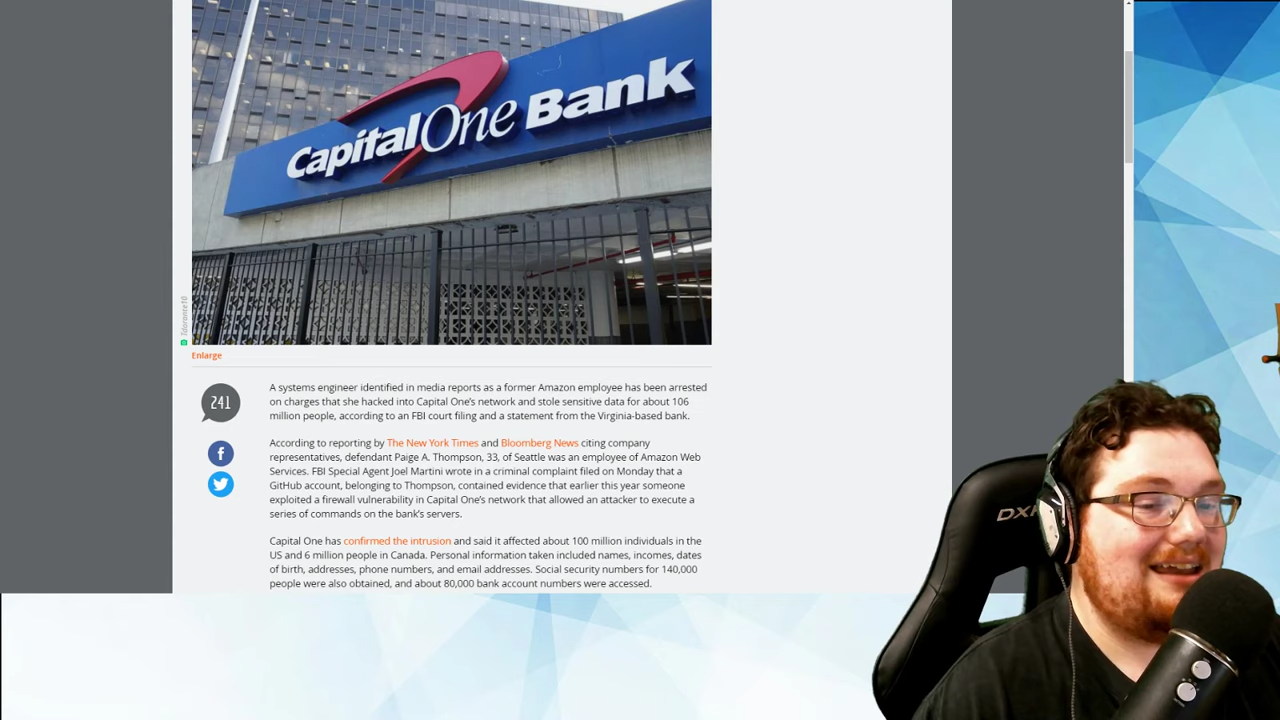 Capital One Bank
Tdorante10
Enlarge
241
A systems engineer identified in media reports as a former Amazon employee has been arrested
on charges that she hacked into Capital One's network and stole sensitive data for about 106
million people, according to an FBI court filing and a statement from the Virginia-based bank.
According to reporting by The New York Times and Bloomberg News citing company
representatives, defendant Paige A. Thompson, 33, of Seattle was an employee of Amazon Web
Services. FBI Special Agent Joel Martini wrote in a criminal complaint filed on Monday that a
GitHub account, belonging to Thompson, contained evidence that earlier this year someone
exploited a firewall vulnerability in Capital One's network that allowed an attacker to execute a
series of commands on the bank's servers.
Capital One has confirmed the intrusion and said it affected about 100 million individuals in the
US and 6 million people in Canada. Personal information taken included names, incomes, dates
of birth, addresses, phone numbers, and email addresses. Social security numbers for 140,000
people were also obtained, and about 80,000 bank account numbers were accessed.